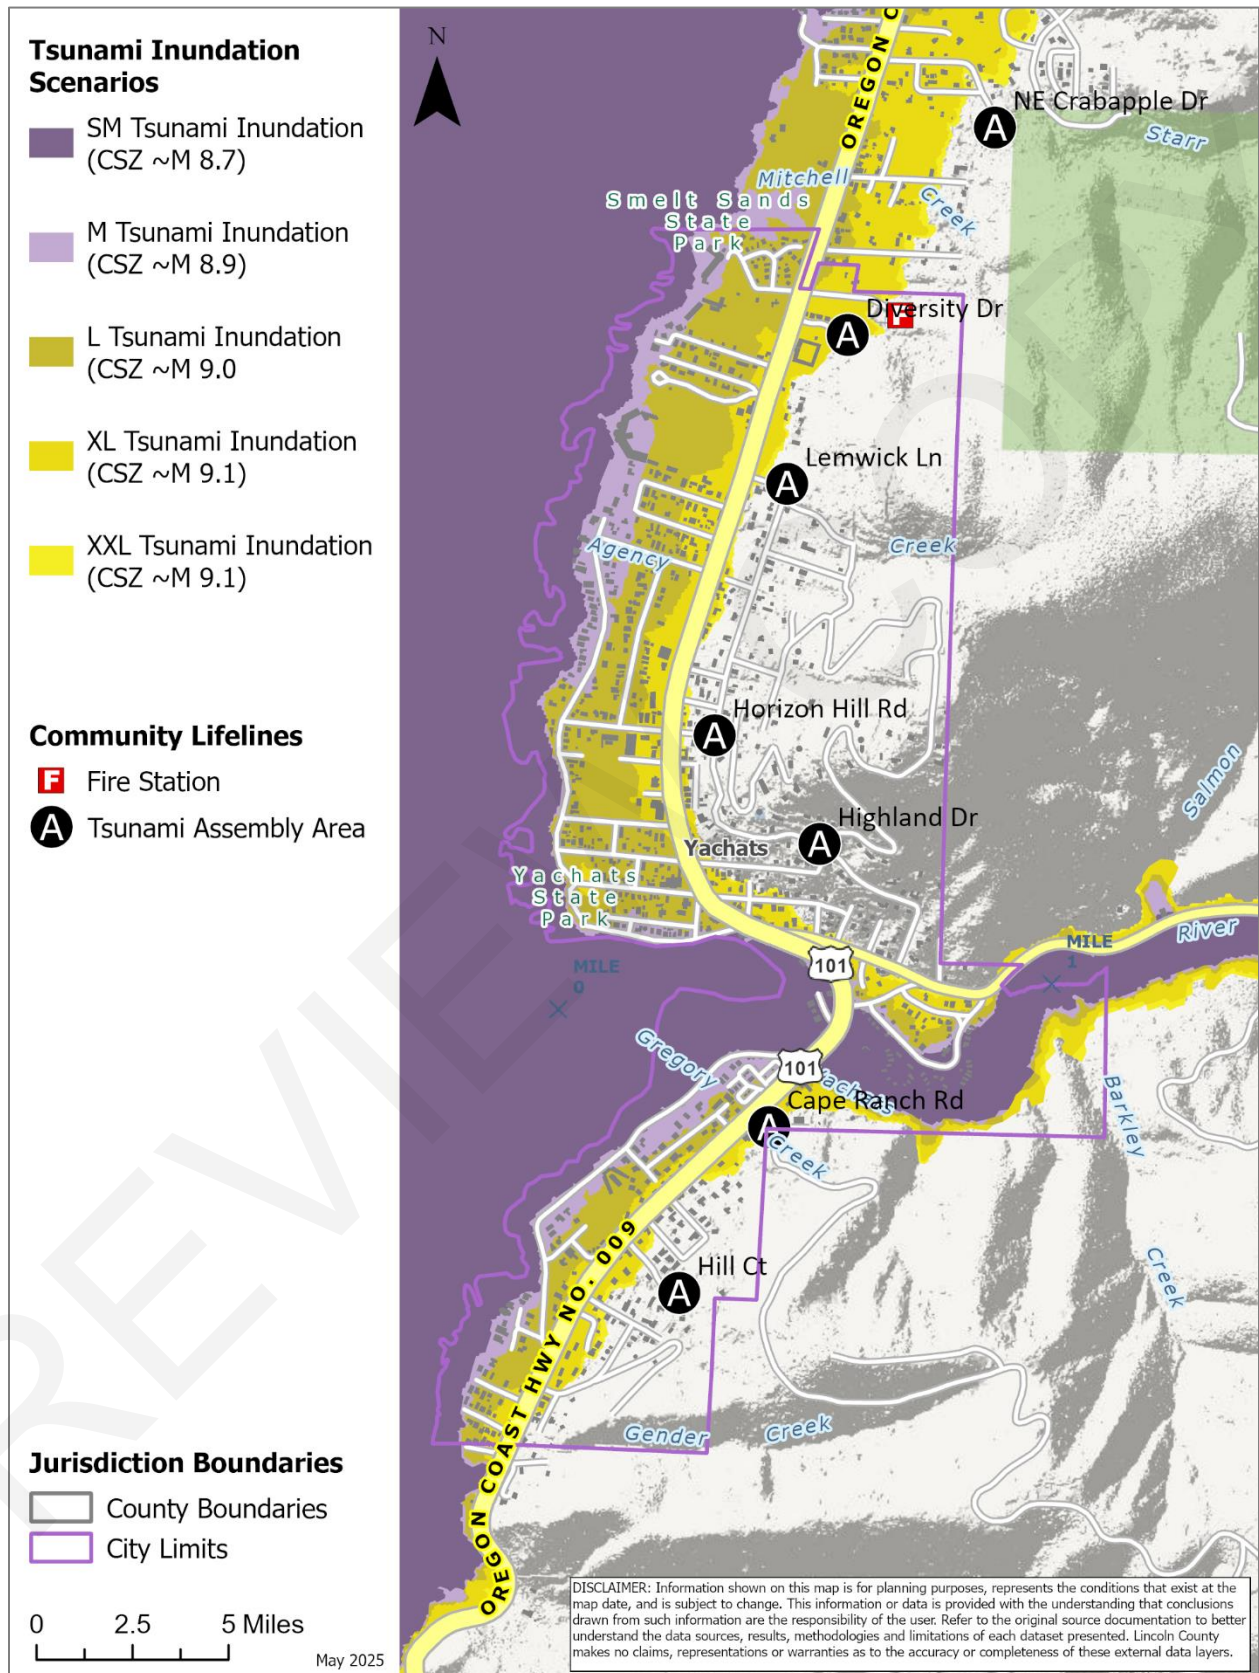 Tsunami Inundation
Scenarios
SM Tsunami Inundation
(CSZ ~M 8.7)
M Tsunami Inundation
(CSZ ~M 8.9)
L Tsunami Inundation
(CSZ ~M 9.0
XL Tsunami Inundation
(CSZ ~M 9.1)
XXL Tsunami Inundation
(CSZ ~M 9.1)
Community Lifelines
F Fire Station
A Tsunami Assembly Area
Jurisdiction Boundaries
County Boundaries
City Limits
0 2.5 5 Miles
May 2025
N
OREGON C
NE Crabapple Dr
A
Starr
Mitchell
Creek
Smelt Sands
State
Park
Diversity Dr
A
F
Lemwick Ln
A
Agency
Creek
Horizon Hill Rd
A
Highland Dr
A
Yachats
Salmon
Yachats
State
Park
River
MILE
1
MILE
0
101
101
Gregory
Yachats
Cape Ranch Rd
A
Creek
Barkley
Creek
Hill Ct
A
Gender
Creek
OREGON COAST HWY NO. 009
PREVIEW COPY
DISCLAIMER: Information shown on this map is for planning purposes, represents the conditions that exist at the
map date, and is subject to change. This information or data is provided with the understanding that conclusions
drawn from such information are the responsibility of the user. Refer to the original source documentation to better
understand the data sources, results, methodologies and limitations of each dataset presented. Lincoln County
makes no claims, representations or warranties as to the accuracy or completeness of these external data layers.